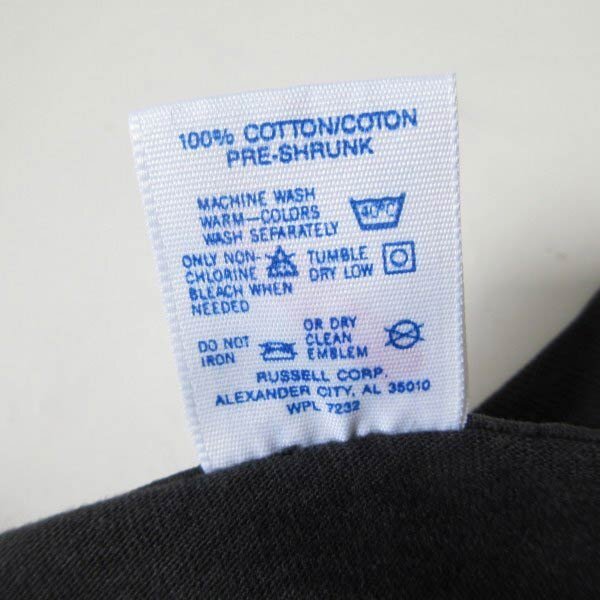 100% COTTON/COTON
PRE-SHRUNK
MACHINE WASH
WARM-COLORS
WASH SEPARATELY
40°C
ONLY NON-
CHLORINE
BLEACH WHEN
NEEDED
TUMBLE
DRY LOW
DO NOT
IRON
OR DRY
CLEAN
EMBLEM
RUSSELL CORP.
ALEXANDER CITY, AL 35010
WPL 7232